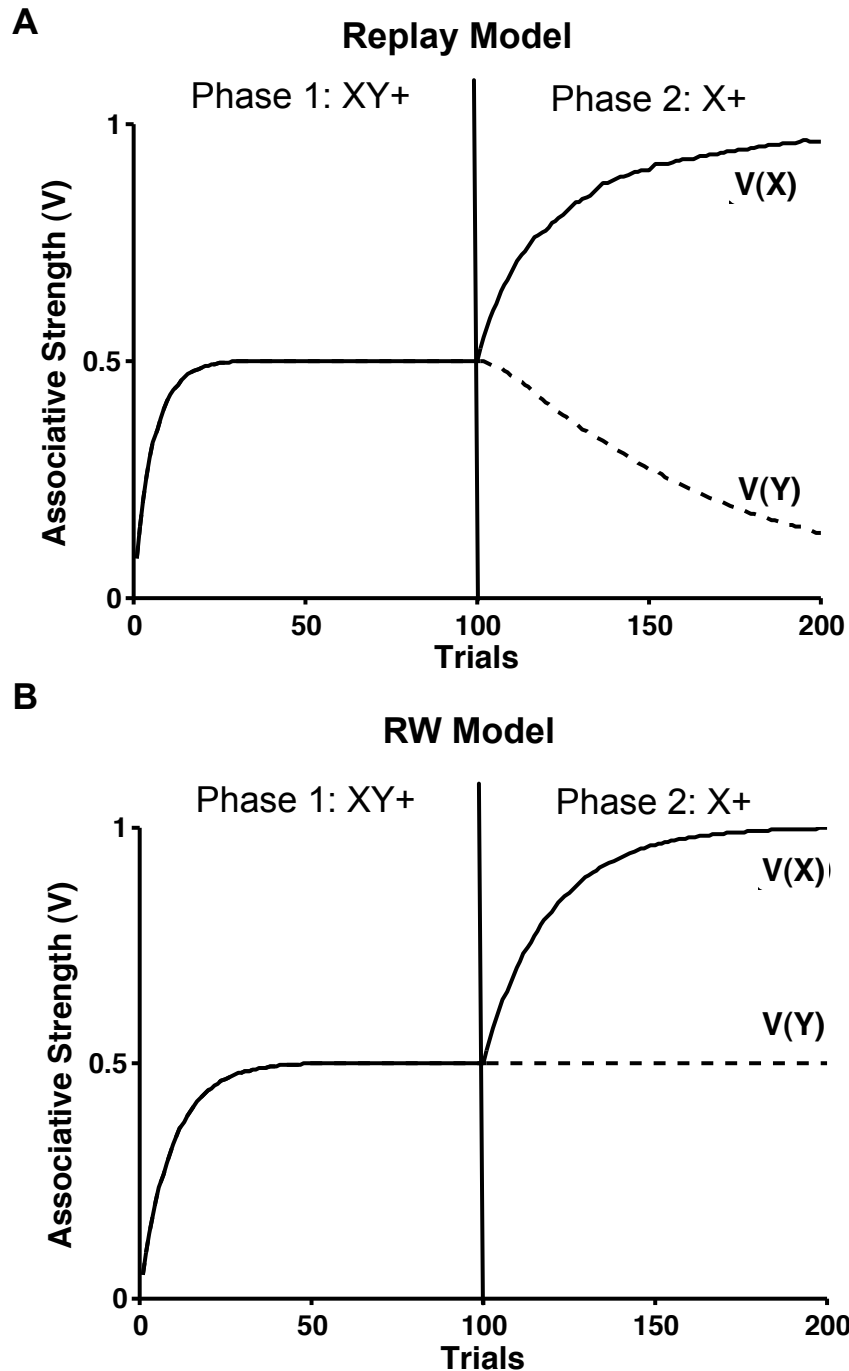 A
Replay Model
Phase 1: XY+ Phase 2: X+
1
V(X)
Associative Strength (V)
0.5
V(Y)
0
0 50 100 150 200
Trials
B
RW Model
Phase 1: XY+ Phase 2: X+
1
V(X)
Associative Strength (V)
V(Y)
0.5
0
0 50 100 150 200
Trials